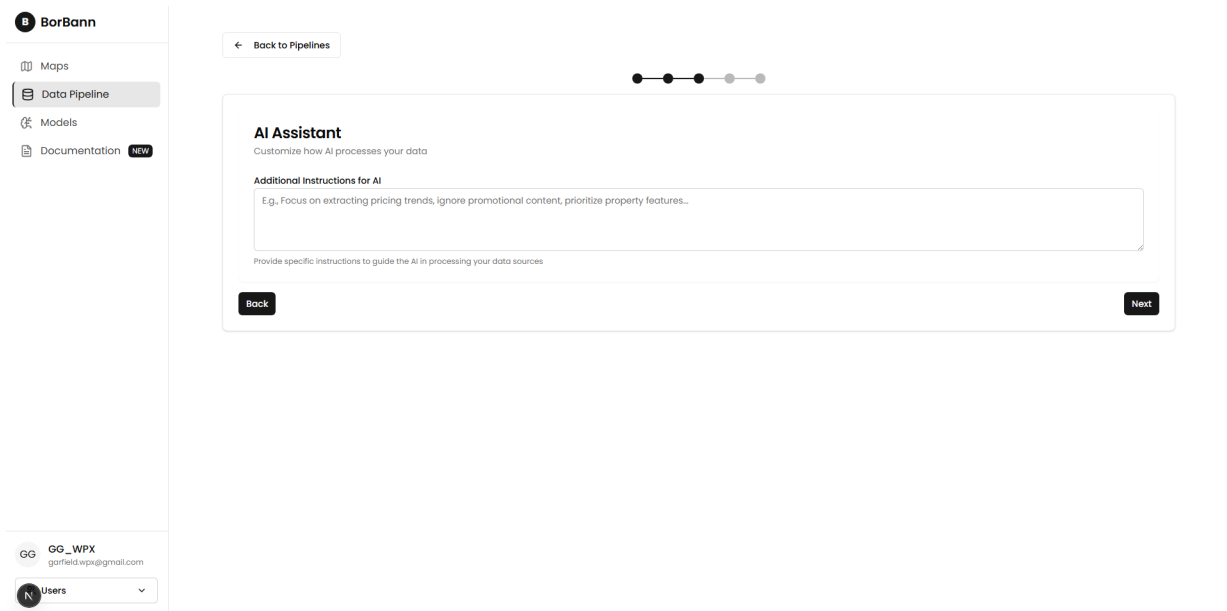 B BorBann
Maps
Data Pipeline
Models
Documentation NEW
GG GG_WPX
garfield.wpx@gmail.com
N Users
Back to Pipelines
AI Assistant
Customize how AI processes your data
Additional Instructions for AI
E.g., Focus on extracting pricing trends, ignore promotional content, prioritize property features...
Provide specific instructions to guide the AI in processing your data sources
Back
Next